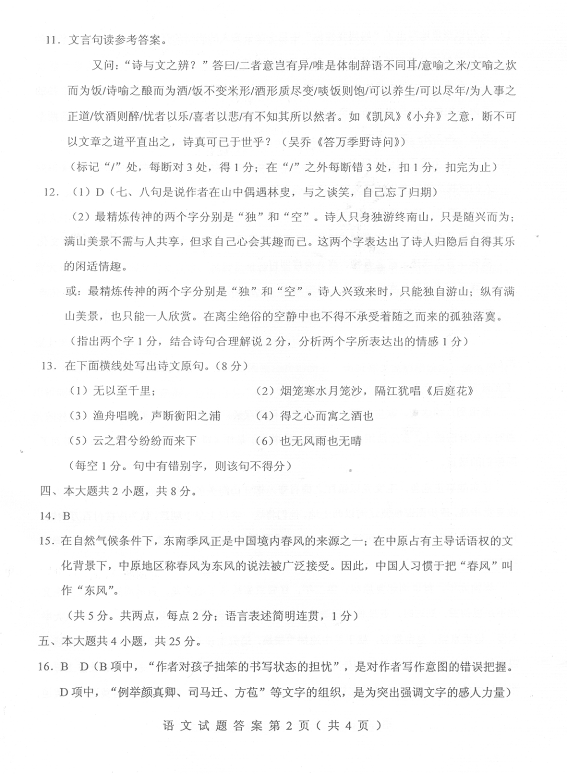 11．文言句读参考答案。
又问：“诗与文之辨？”答曰/二者意岂有异/唯是体制辞语不同耳/意喻之米/文喻之炊
而为饭/诗喻之酿而为酒/饭不变米形/酒形质尽变/啖饭则饱/可以养生/可以尽年/为人事之
正道/饮酒则醉/忧者以乐/喜者以悲/有不知其所以然者。如《凯风》《小弁》之意，断不可
以文章之道平直出之，诗真可已于世乎？（吴乔《答万季野诗问》）
（标记“/”处，每断对 3 处，得 1 分；在“/”之外每断错 3 处，扣 1 分，扣完为止）
12．（1）D（七、八句是说作者在山中偶遇林叟，与之谈笑，自己忘了归期）
（2）最精炼传神的两个字分别是“独”和“空”。诗人只身独游终南山，只是随兴而为；
满山美景不需与人共享，但求自己心会其趣而已。这两个字表达出了诗人归隐后自得其乐
的闲适情趣。
或：最精炼传神的两个字分别是“独”和“空”。诗人兴致来时，只能独自游山；纵有满
山美景，也只能一人欣赏。在离尘绝俗的空静中也不得不承受着随之而来的孤独落寞。
（指出两个字 1 分，结合诗句合理解说 2 分，分析两个字所表达出的情感 1 分）
13．在下面横线处写出诗文原句。（8 分）
（1）无以至千里； （2）烟笼寒水月笼沙，隔江犹唱《后庭花》
（3）渔舟唱晚，声断衡阳之浦 （4）得之心而寓之酒也
（5）云之君兮纷纷而来下 （6）也无风雨也无晴
（每空 1 分。句中有错别字，则该句不得分）
四、本大题共 2 小题，共 8 分。
14．B
15．在自然气候条件下，东南季风正是中国境内春风的来源之一；在中原占有主导话语权的文
化背景下，中原地区称春风为东风的说法被广泛接受。因此，中国人习惯于把“春风”叫
作“东风”。
（共 5 分。共两点，每点 2 分；语言表述简明连贯，1 分）
五、本大题共 4 小题，共 25 分。
16．B D（B 项中，“作者对孩子拙笨的书写状态的担忧”，是对作者写作意图的错误把握。
D 项中，“例举颜真卿、司马迁、方苞”等文字的组织，是为突出强调文字的感人力量）
语 文 试 题 答 案 第 2 页（ 共 4 页 ）